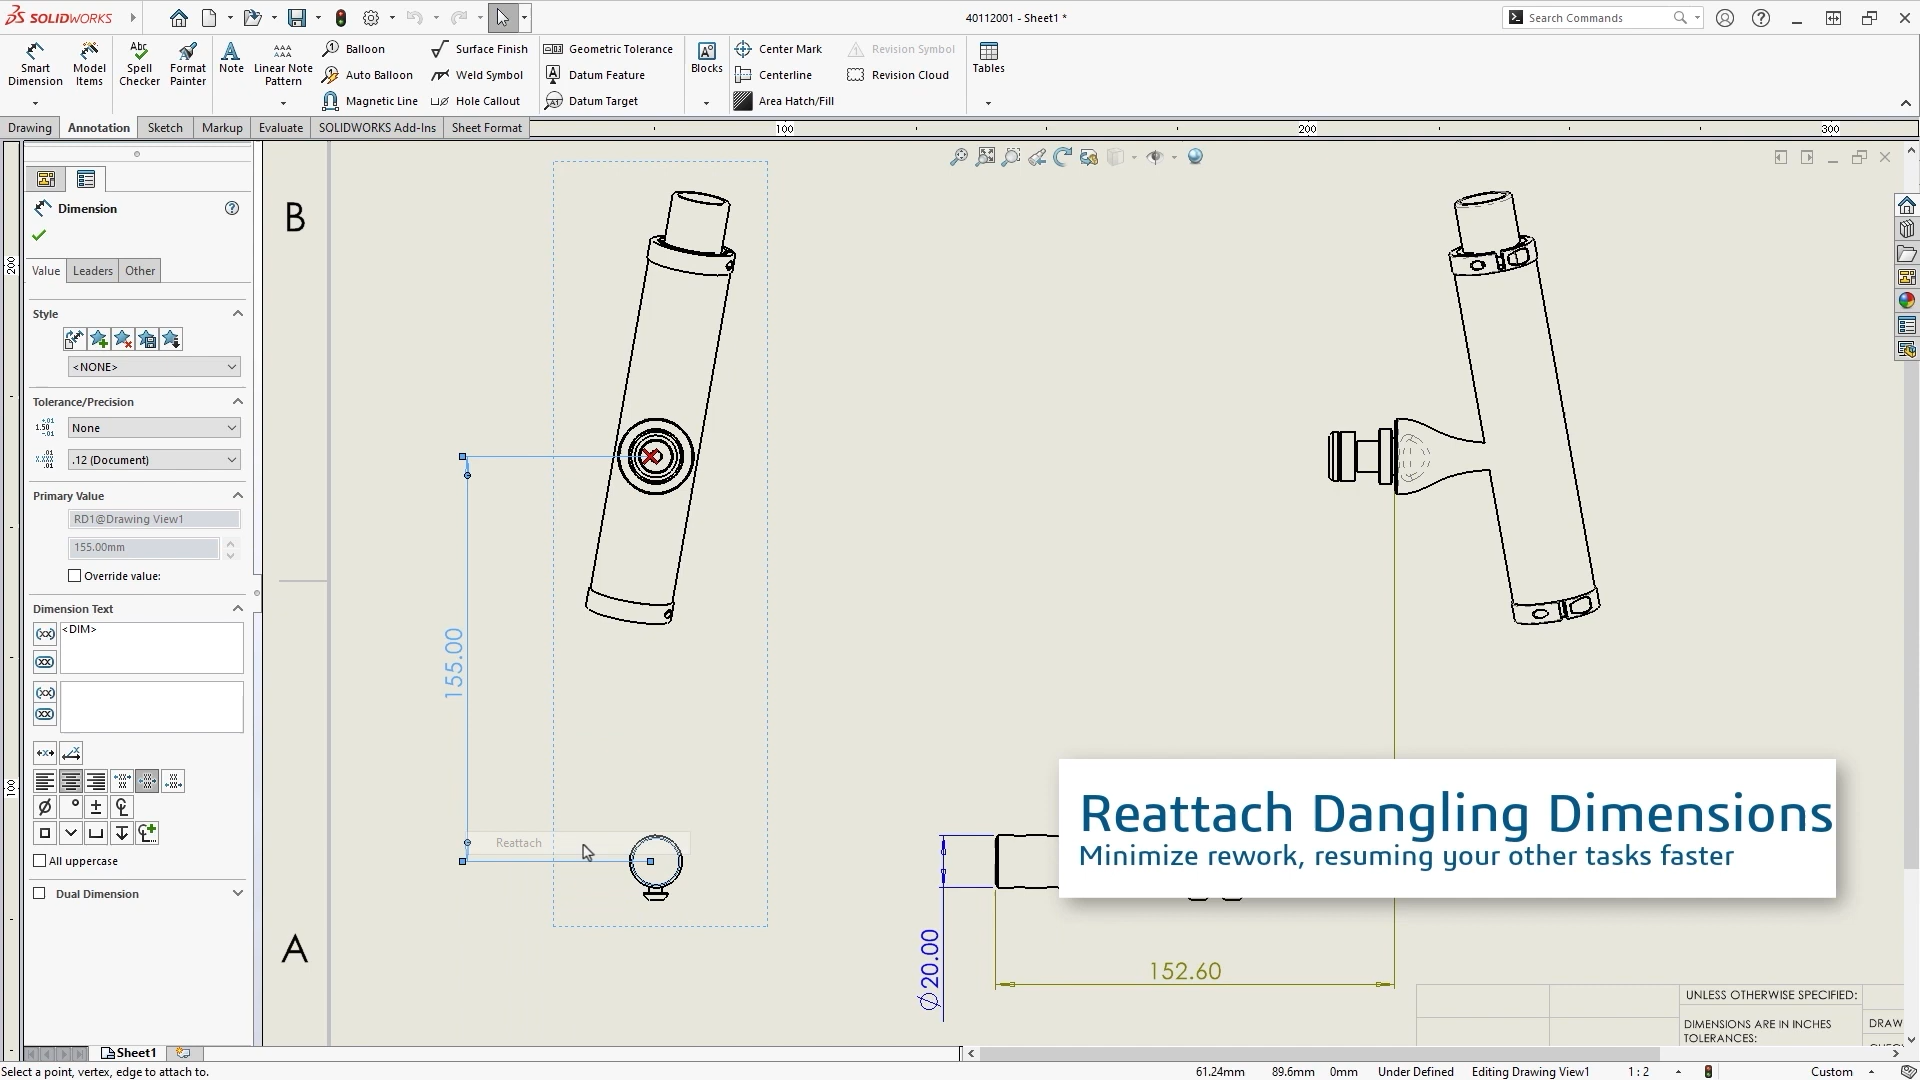 SOLIDWORKS
40112001 - Sheet1 *
Search Commands
Smart Dimension
Model Items
Abc
Spell Checker
Format Painter
Note
Linear Note Pattern
Balloon
Auto Balloon
Magnetic Line
Surface Finish
Weld Symbol
Hole Callout
Geometric Tolerance
Datum Feature
Datum Target
Blocks
Center Mark
Centerline
Area Hatch/Fill
Revision Symbol
Revision Cloud
Tables
Drawing
Annotation
Sketch
Markup
Evaluate
SOLIDWORKS Add-Ins
Sheet Format
100
200
300
200
100
Dimension
Value
Leaders
Other
Style
<NONE>
Tolerance/Precision
None
.12 (Document)
Primary Value
RD1@Drawing View1
155.00mm
Override value:
Dimension Text
<DIM>
All uppercase
Dual Dimension
B
A
155.00
Reattach
Ø20.00
152.60
Reattach Dangling Dimensions
Minimize rework, resuming your other tasks faster
UNLESS OTHERWISE SPECIFIED:
DIMENSIONS ARE IN INCHES
TOLERANCES:
DRAW
Sheet1
Select a point, vertex, edge to attach to.
61.24mm
89.6mm
0mm
Under Defined
Editing Drawing View1
1 : 2
Custom